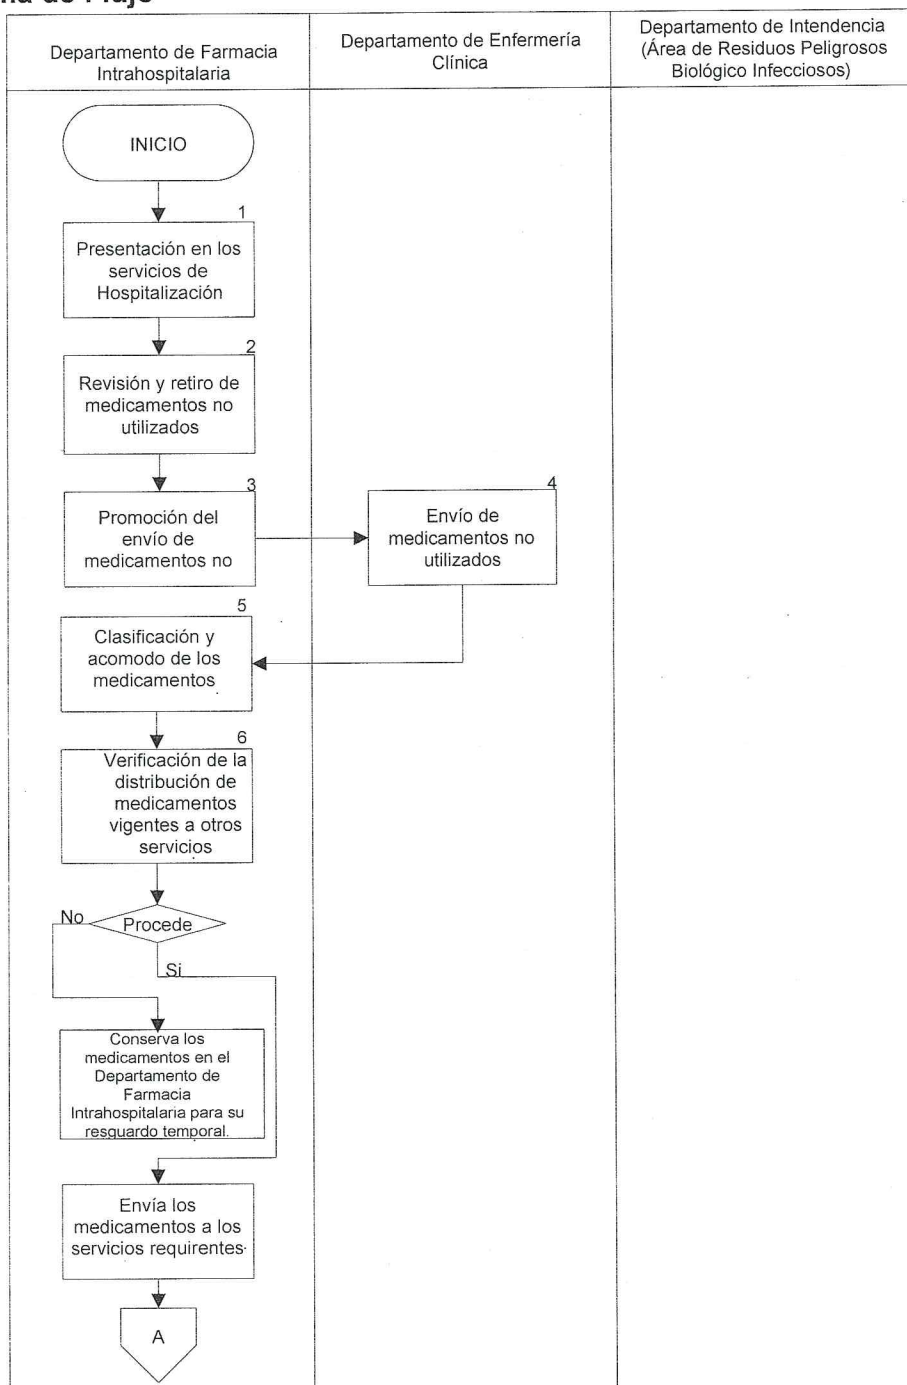 Departamento de Farmacia
Intrahospitalaria
Departamento de Enfermería
Clínica
Departamento de Intendencia
(Área de Residuos Peligrosos
Biológico Infecciosos)
INICIO
1
Presentación en los
servicios de
Hospitalización
2
Revisión y retiro de
medicamentos no
utilizados
3
Promoción del
envío de
medicamentos no
4
Envío de
medicamentos no
utilizados
5
Clasificación y
acomodo de los
medicamentos
6
Verificación de la
distribución de
medicamentos
vigentes a otros
servicios
No
Procede
Si
Conserva los
medicamentos en el
Departamento de
Farmacia
Intrahospitalaria para su
resguardo temporal.
Envía los
medicamentos a los
servicios requirentes
A